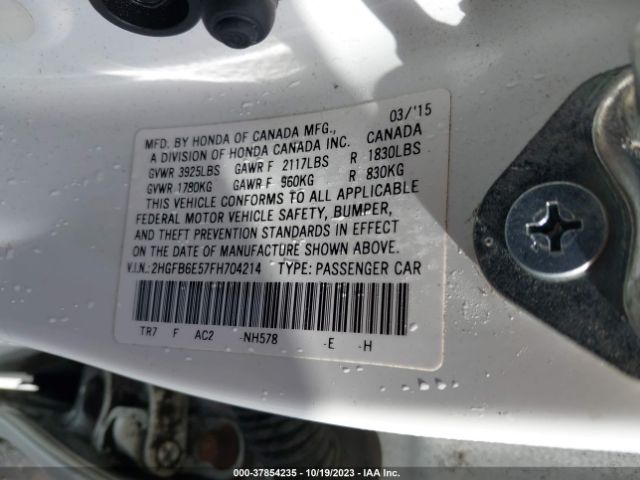 03/'15
MFD. BY HONDA OF CANADA MFG., CANADA
A DIVISION OF HONDA CANADA INC.
GVWR 3925LBS GAWR F 2117LBS R 1830LBS
GVWR 1780KG GAWR F 960KG R 830KG
THIS VEHICLE CONFORMS TO ALL APPLICABLE
FEDERAL MOTOR VEHICLE SAFETY, BUMPER,
AND THEFT PREVENTION STANDARDS IN EFFECT
ON THE DATE OF MANUFACTURE SHOWN ABOVE.
V.I.N.: 2HGFB6E57FH704214 TYPE: PASSENGER CAR
TR7 F AC2 -NH578 -E -H
000-37854235 - 10/19/2023 - IAA Inc.